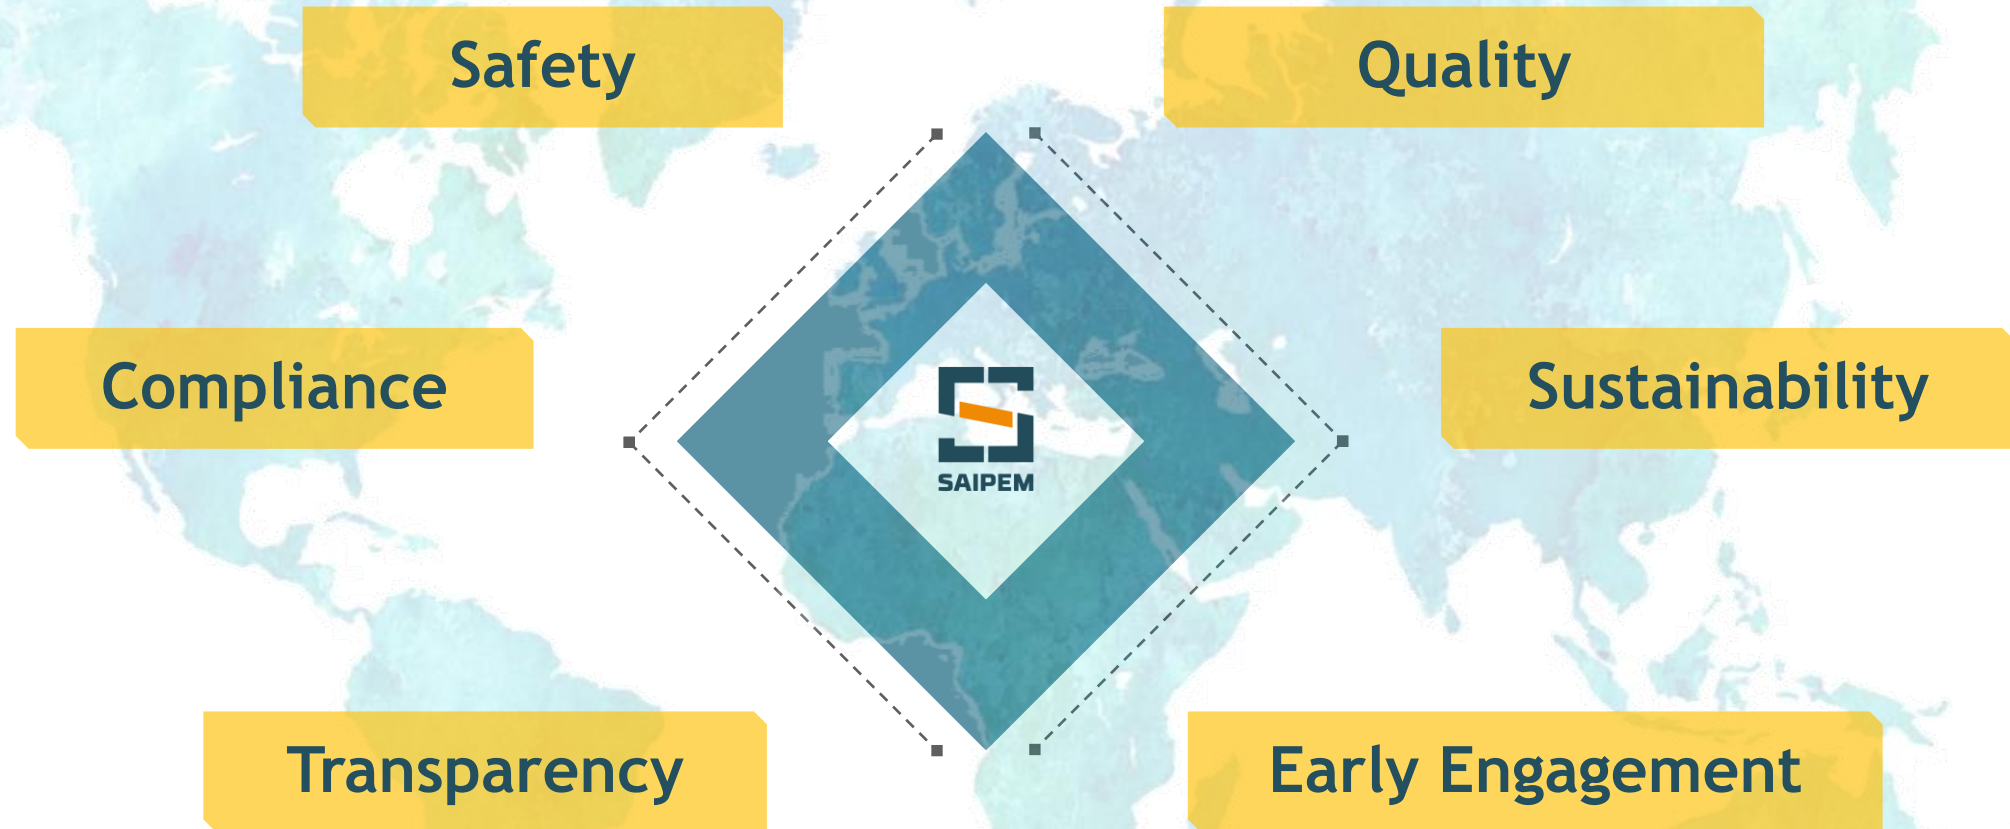 Safety
Quality
Compliance
Sustainability
SAIPEM
Transparency
Early Engagement